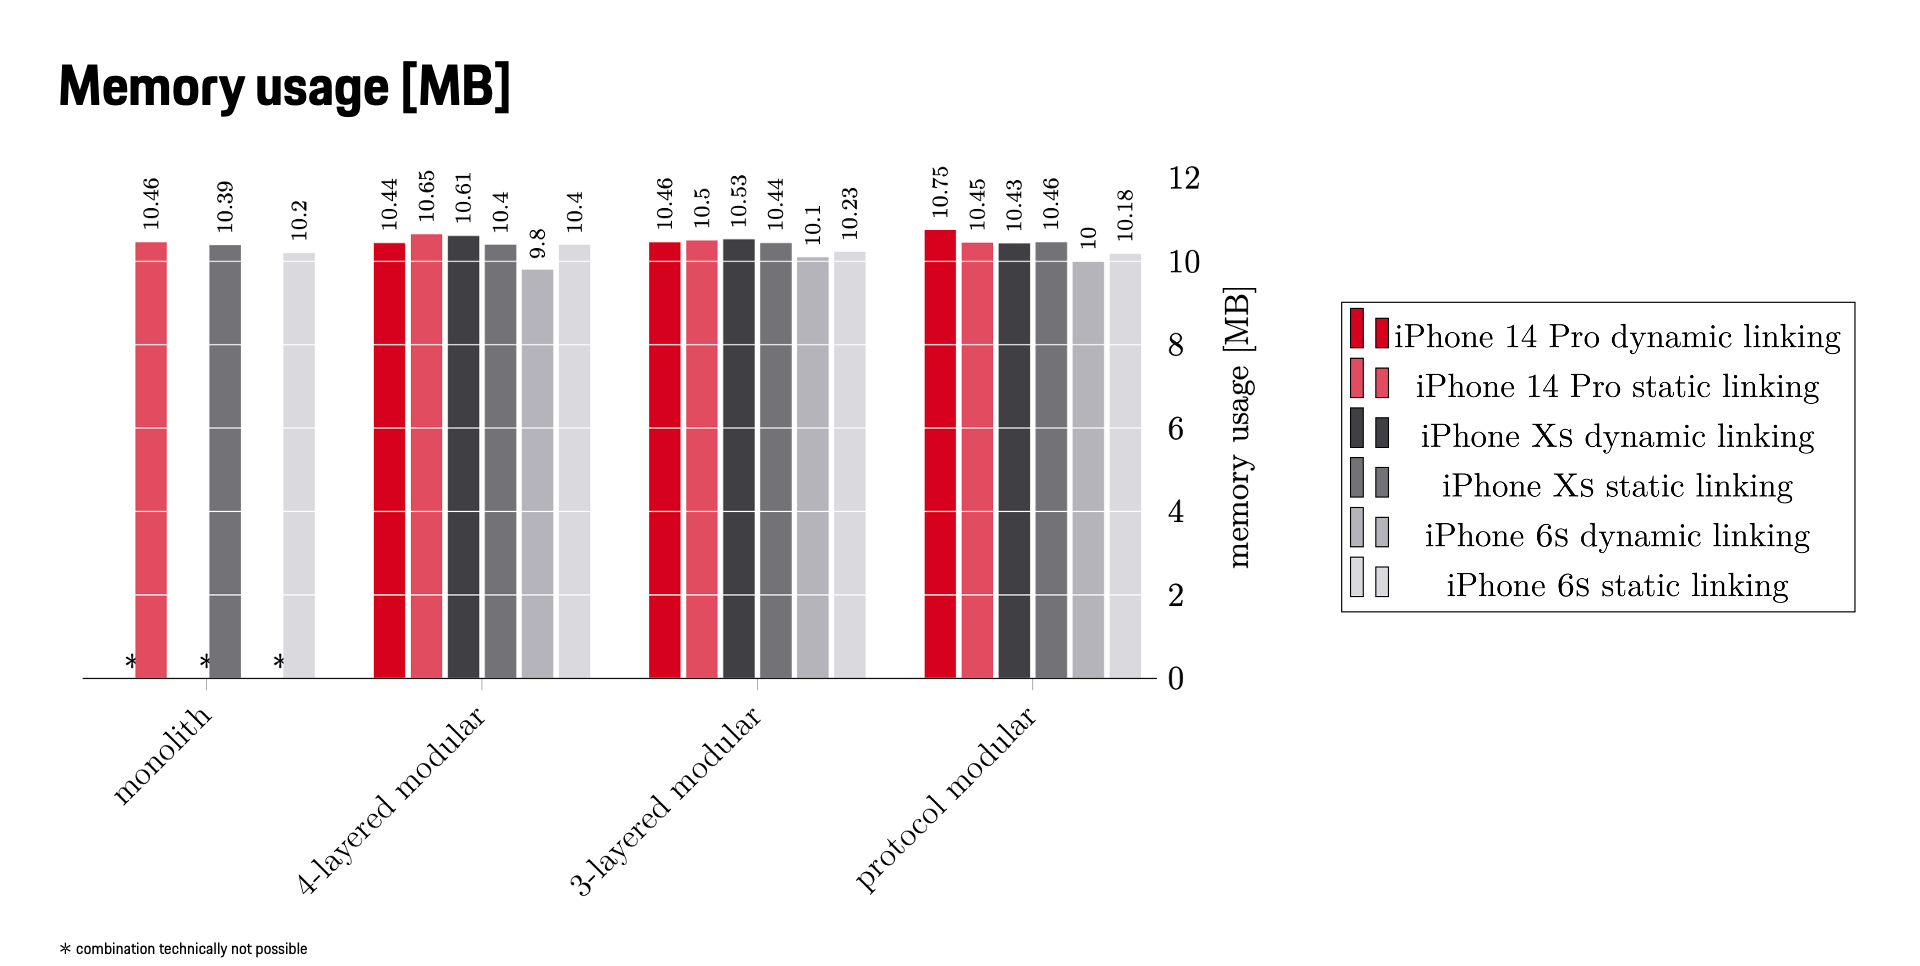 Memory usage [MB]
10.46
10.39
10.2
10.44
10.65
10.61
10.4
9.8
10.4
10.46
10.5
10.53
10.44
10.1
10.23
10.75
10.45
10.43
10.46
10
10.18
12
10
8
6
4
2
0
memory usage [MB]
* * *
monolith
4-layered modular
3-layered modular
protocol modular
iPhone 14 Pro dynamic linking
iPhone 14 Pro static linking
iPhone Xs dynamic linking
iPhone Xs static linking
iPhone 6s dynamic linking
iPhone 6s static linking
* combination technically not possible